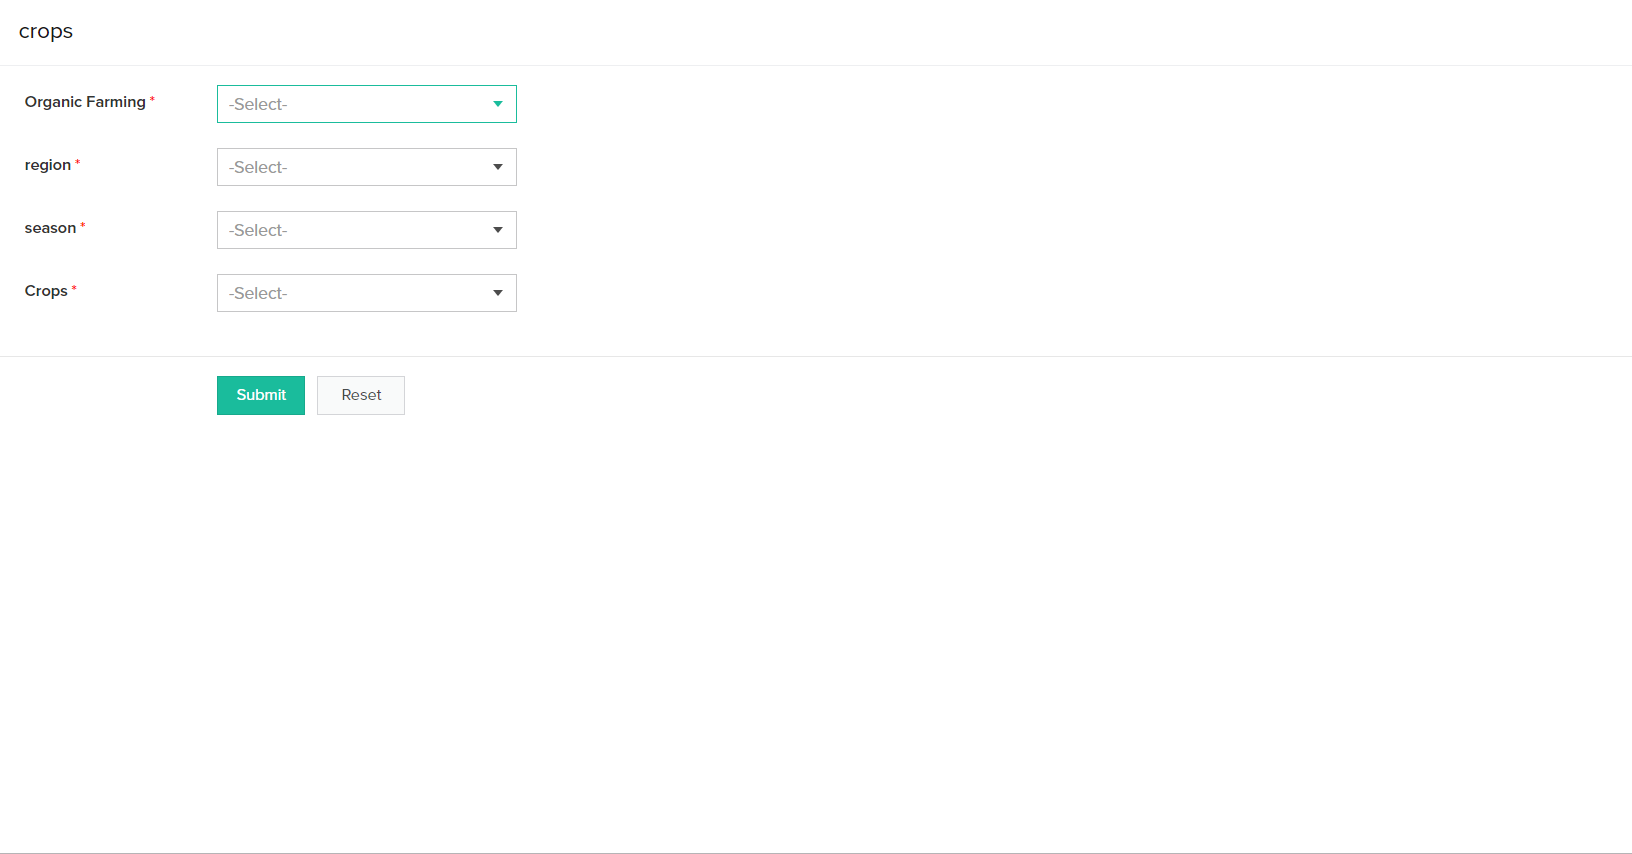 crops
Organic Farming *
-Select-
region *
-Select-
season *
-Select-
Crops *
-Select-
Submit
Reset